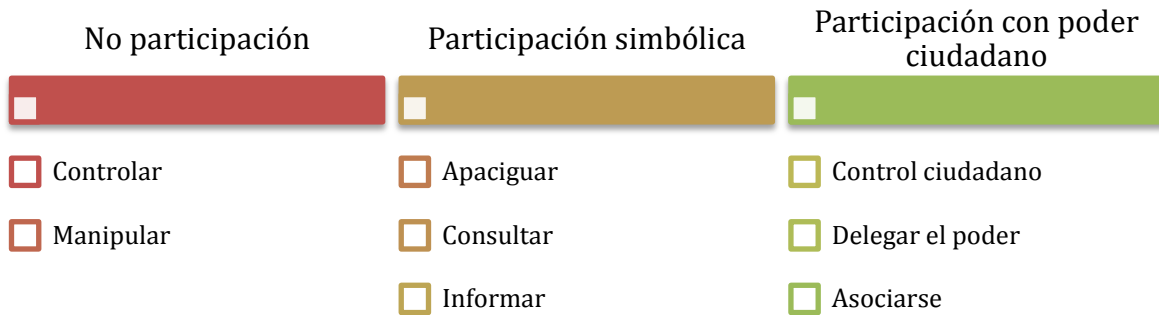 No participación
Controlar
Manipular
Participación simbólica
Apaciguar
Consultar
Informar
Participación con poder
ciudadano
Control ciudadano
Delegar el poder
Asociarse